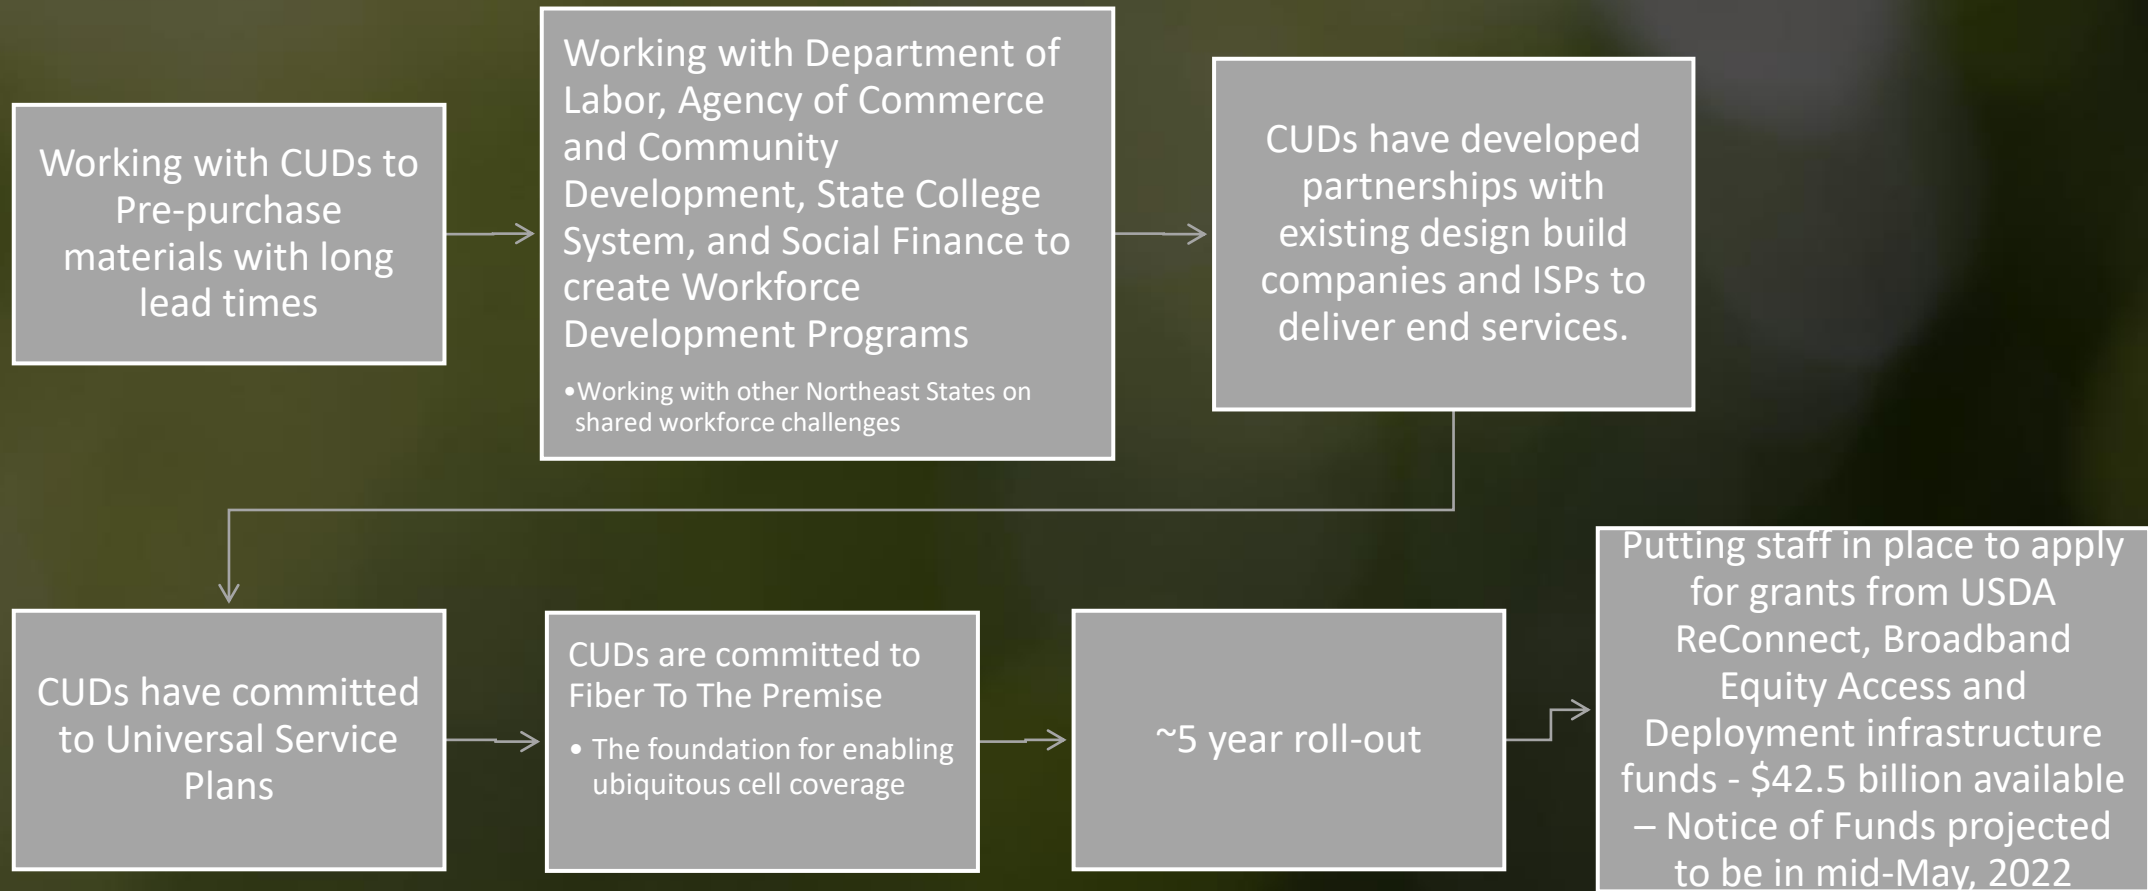 Working with CUDs to
Pre-purchase
materials with long
lead times
Working with Department of
Labor, Agency of Commerce
and Community
Development, State College
System, and Social Finance to
create Workforce
Development Programs
•Working with other Northeast States on
shared workforce challenges
CUDs have developed
partnerships with
existing design build
companies and ISPs to
deliver end services.
CUDs have committed
to Universal Service
Plans
CUDs are committed to
Fiber To The Premise
• The foundation for enabling
ubiquitous cell coverage
~5 year roll-out
Putting staff in place to apply
for grants from USDA
ReConnect, Broadband
Equity Access and
Deployment infrastructure
funds - $42.5 billion available
– Notice of Funds projected
to be in mid-May, 2022